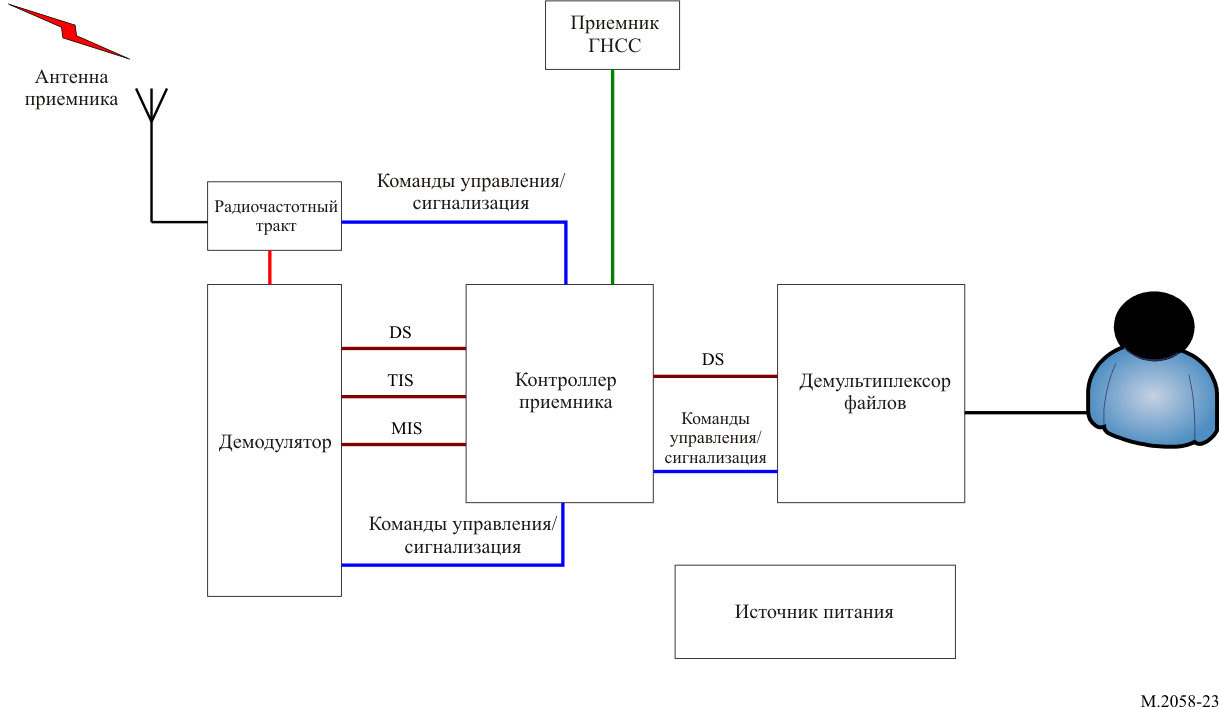 Приемник
ГНСС
Антенна
приемника
Команды управления/
сигнализация
Радиочастотный
тракт
DS
TIS
MIS
Демодулятор
Контроллер
приемника
DS
Команды
управления/
сигнализация
Демультиплексор
файлов
Команды управления/
сигнализация
Источник питания
M.2058-23